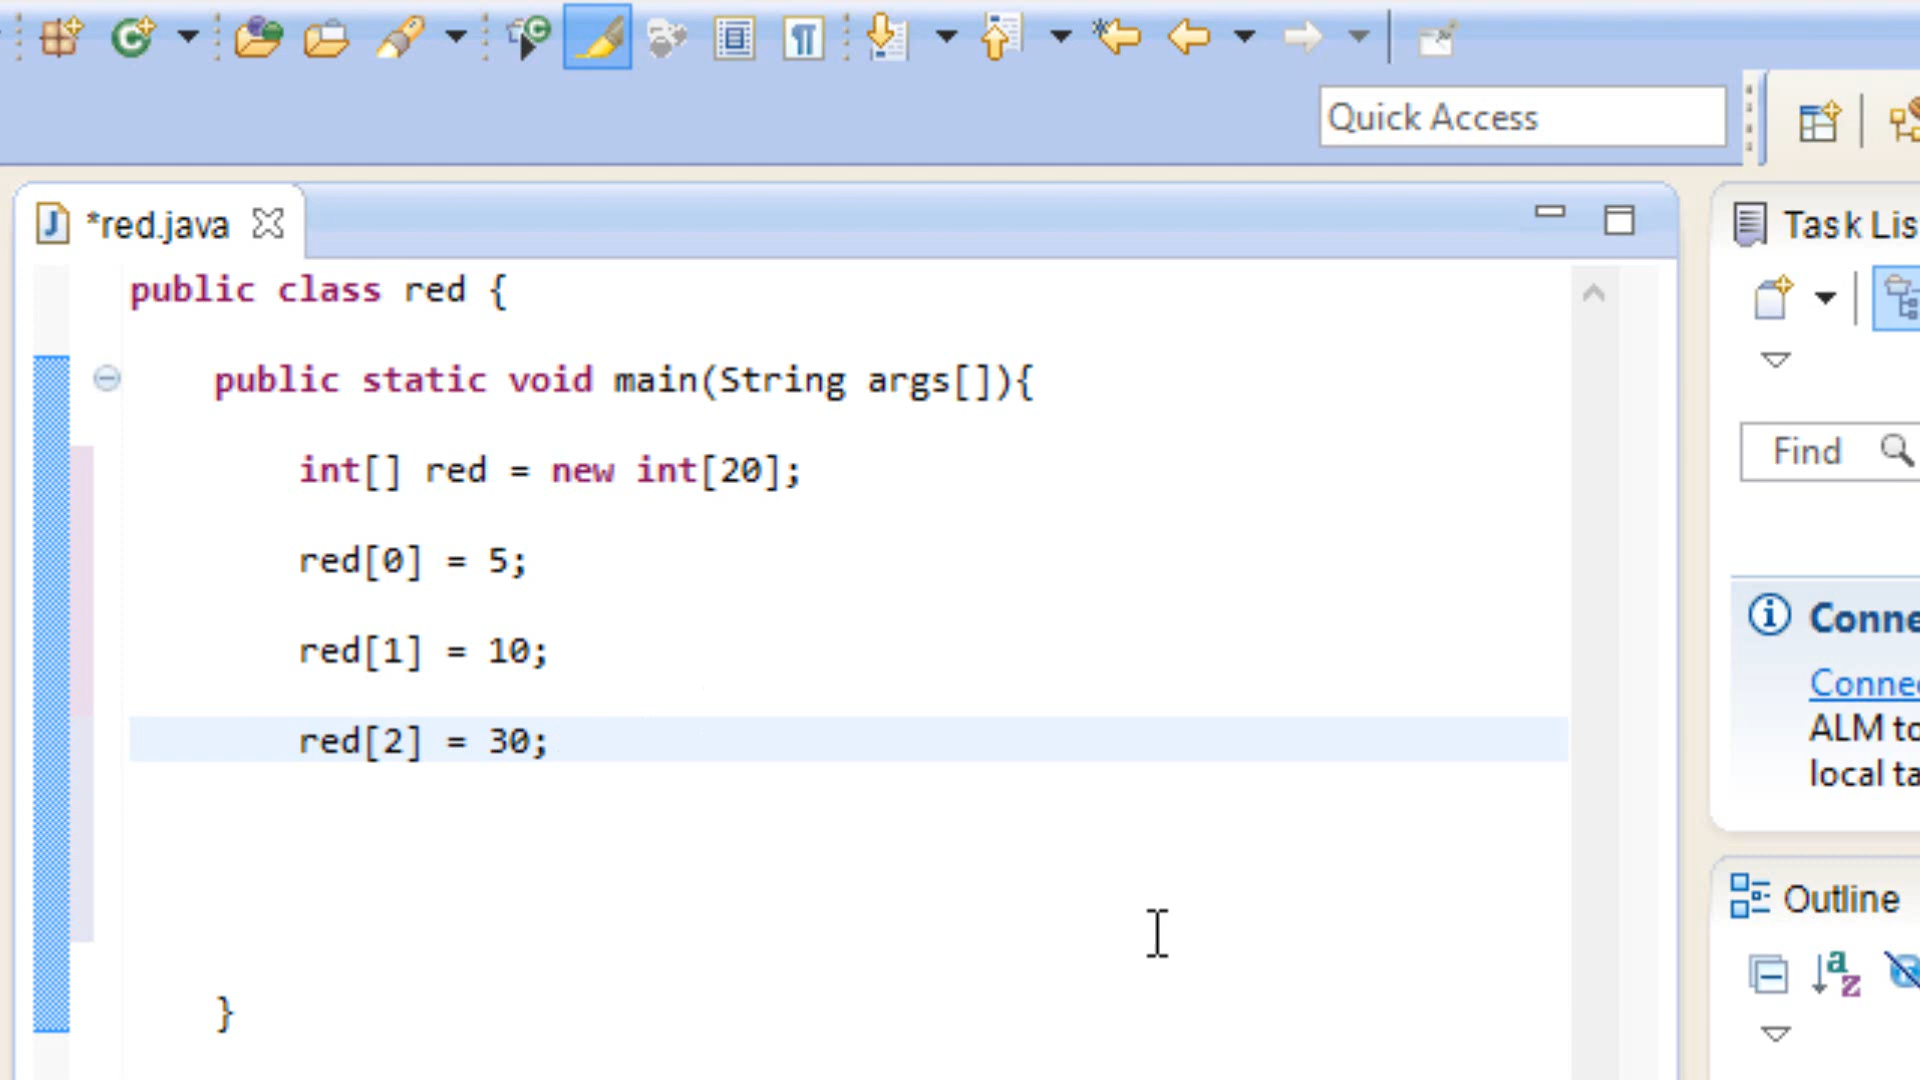 Quick Access
*red.java
Task Lis
public class red {
public static void main(String args[]){
int[] red = new int[20];
red[0] = 5;
red[1] = 10;
red[2] = 30;
}
Find
Conne
Connec
ALM to
local ta
Outline